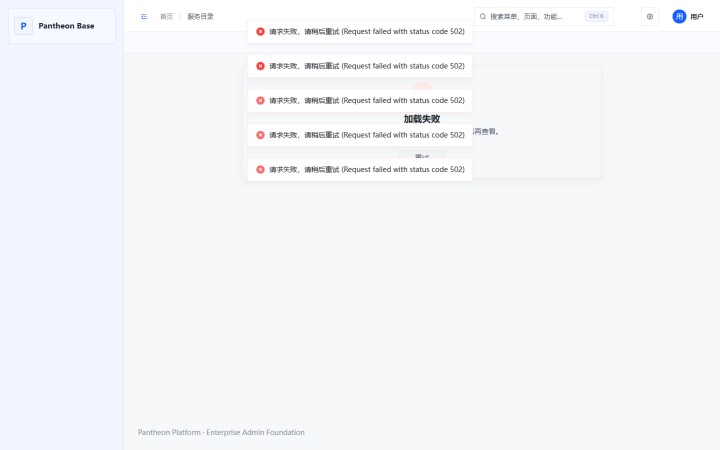 P Pantheon Base
首页 / 服务目录
搜索菜单、页面、功能... Ctrl K
用 用户
请求失败，请稍后重试 (Request failed with status code 502)
请求失败，请稍后重试 (Request failed with status code 502)
请求失败，请稍后重试 (Request failed with status code 502)
加载失败
请求失败，请稍后重试 (Request failed with status code 502)
再查看。
请求失败，请稍后重试 (Request failed with status code 502)
Pantheon Platform · Enterprise Admin Foundation